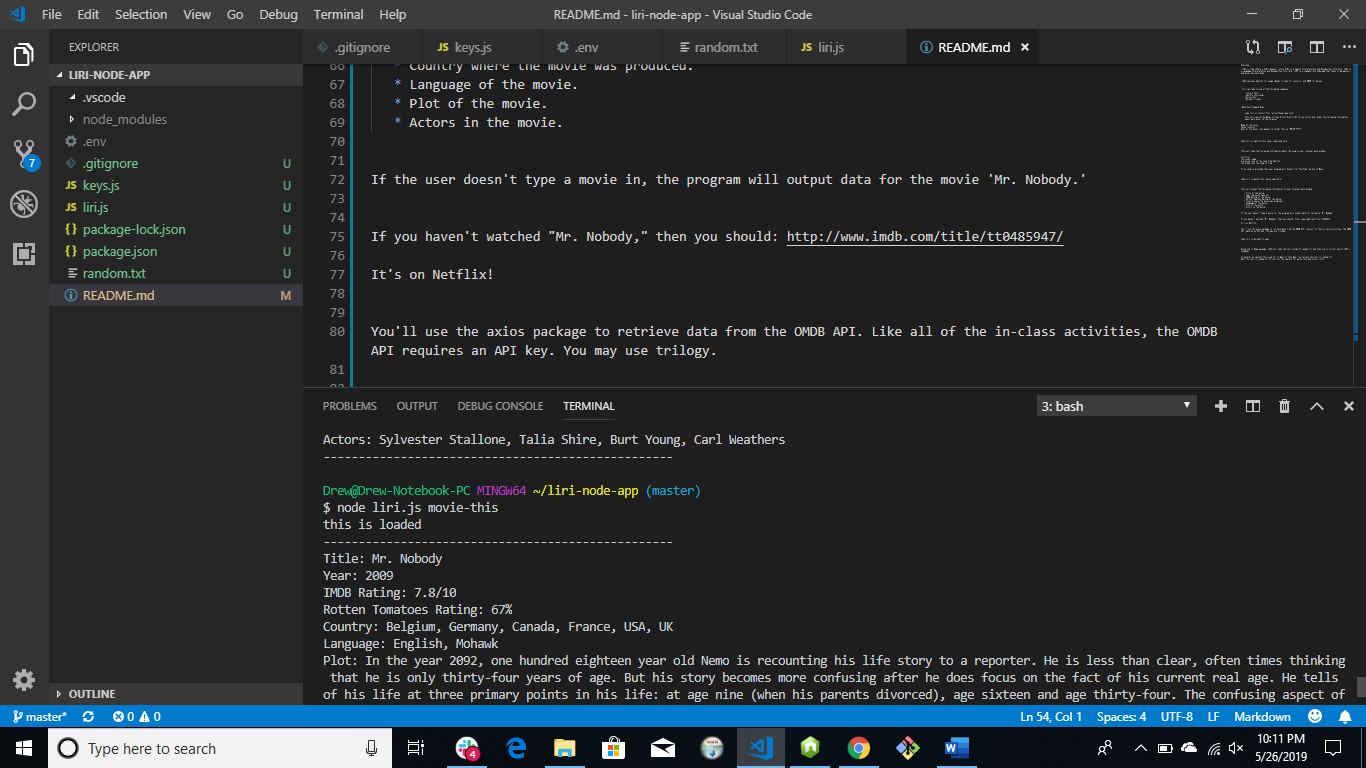 File Edit Selection View Go Debug Terminal Help
README.md - liri-node-app - Visual Studio Code
EXPLORER
LIRI-NODE-APP
.vscode
node_modules
.env
.gitignore U
JS keys.js U
JS liri.js U
{} package-lock.json U
{} package.json U
random.txt U
README.md M
OUTLINE
7
.gitignore
JS keys.js
.env
random.txt
JS liri.js
README.md
66 * Country where the movie was produced.
67 * Language of the movie.
68 * Plot of the movie.
69 * Actors in the movie.
70
71
72 If the user doesn't type a movie in, the program will output data for the movie 'Mr. Nobody.'
73
74
75 If you haven't watched "Mr. Nobody," then you should: http://www.imdb.com/title/tt0485947/
76
77 It's on Netflix!
78
79
80 You'll use the axios package to retrieve data from the OMDB API. Like all of the in-class activities, the OMDB
API requires an API key. You may use trilogy.
81
82
PROBLEMS OUTPUT DEBUG CONSOLE TERMINAL
3: bash
Actors: Sylvester Stallone, Talia Shire, Burt Young, Carl Weathers
--------------------------------------------------
Drew@Drew-Notebook-PC MINGW64 ~/liri-node-app (master)
$ node liri.js movie-this
this is loaded
--------------------------------------------------
Title: Mr. Nobody
Year: 2009
IMDB Rating: 7.8/10
Rotten Tomatoes Rating: 67%
Country: Belgium, Germany, Canada, France, USA, UK
Language: English, Mohawk
Plot: In the year 2092, one hundred eighteen year old Nemo is recounting his life story to a reporter. He is less than clear, often times thinking
that he is only thirty-four years of age. But his story becomes more confusing after he does focus on the fact of his current real age. He tells
of his life at three primary points in his life: at age nine (when his parents divorced), age sixteen and age thirty-four. The confusing aspect of
master* 0 0
Ln 54, Col 1 Spaces: 4 UTF-8 LF Markdown
Type here to search
4
10:11 PM
5/26/2019